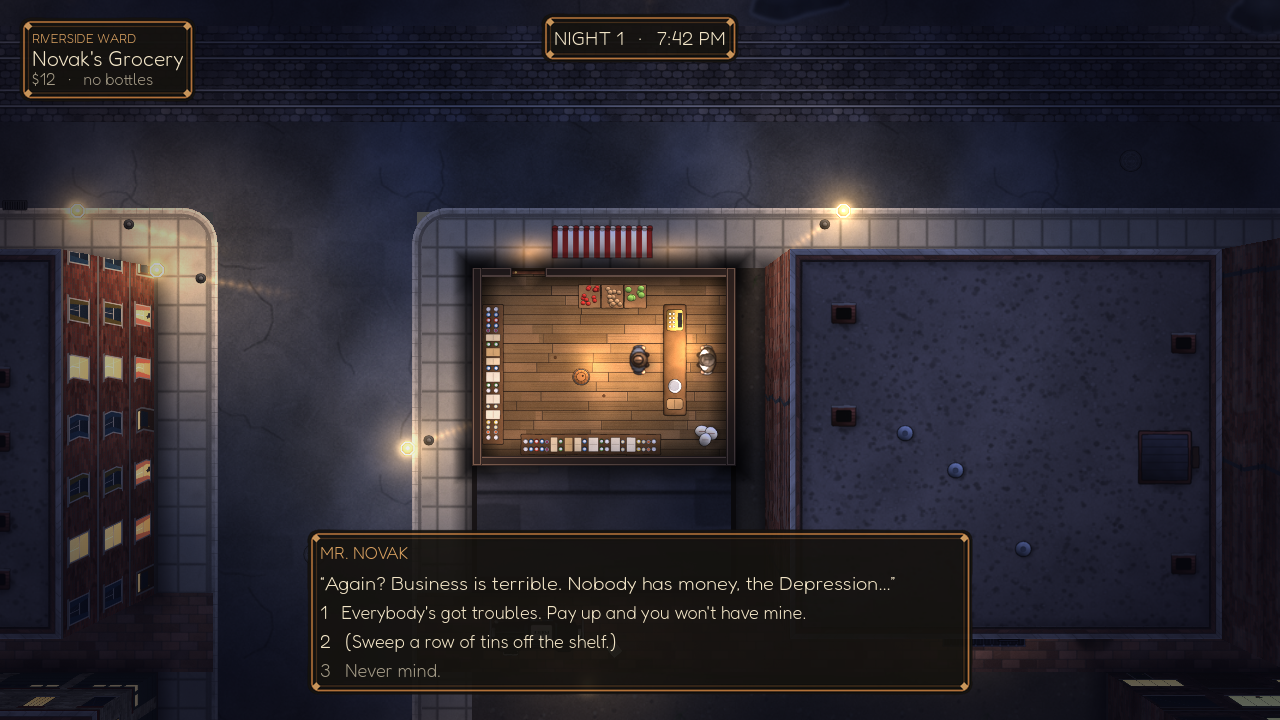 RIVERSIDE WARD
Novak's Grocery
$12 · no bottles
NIGHT 1 · 7:42 PM
MR. NOVAK
"Again? Business is terrible. Nobody has money, the Depression..."
1 Everybody's got troubles. Pay up and you won't have mine.
2 (Sweep a row of tins off the shelf.)
3 Never mind.